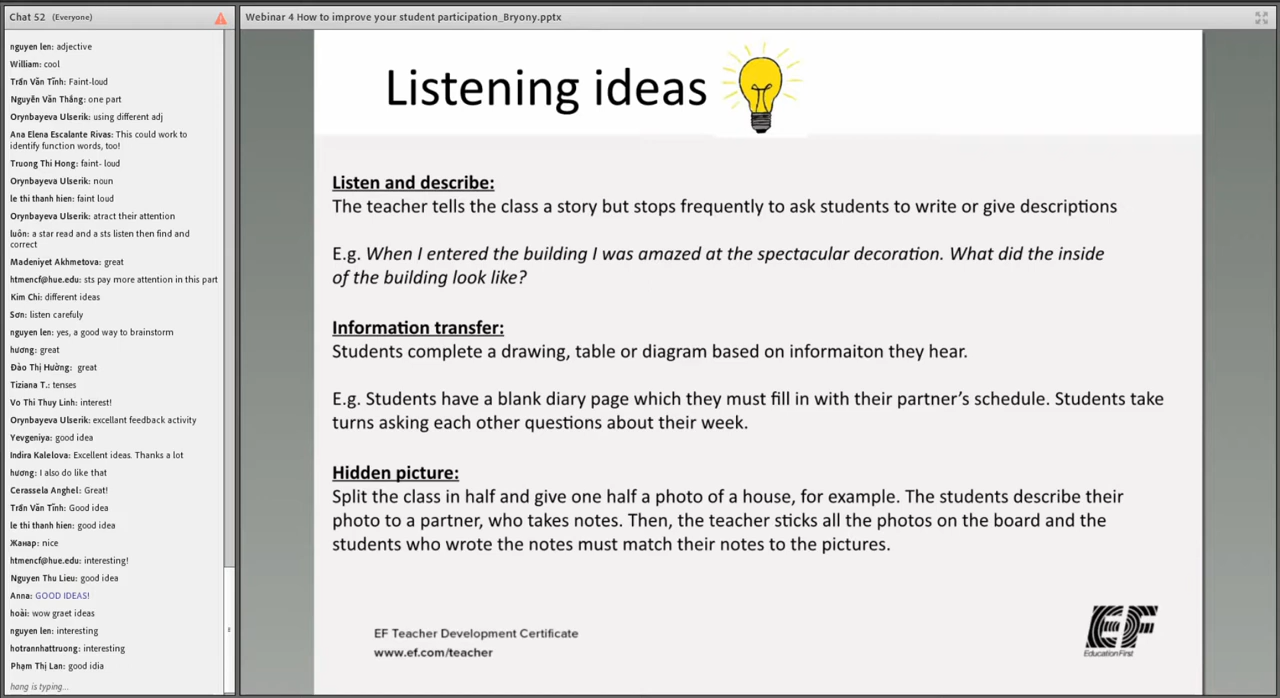 Chat 52 (Everyone)
nguyen len: adjective
William: cool
Trần Văn Tĩnh: Faint-loud
Nguyễn Văn Thắng: one part
Orynbayeva Ulserik: using different adj
Ana Elena Escalante Rivas: This could work to
identify function words, too!
Truong Thi Hong: faint- loud
Orynbayeva Ulserik: noun
le thi thanh hien: faint loud
Orynbayeva Ulserik: atract their attention
luôn: a star read and a sts listen then find and
correct
Madeniyet Akhmetova: great
htmencf@hue.edu: sts pay more attention in this part
Kim Chi: different ideas
Sơn: listen carefuly
nguyen len: yes, a good way to brainstorm
hương: great
Đào Thị Hường: great
Tiziana T.: tenses
Vo Thi Thuy Linh: interest!
Orynbayeva Ulserik: excellant feedback activity
Yevgeniya: good idea
Indira Kalelova: Excellent ideas. Thanks a lot
hương: I also do like that
Cerassela Anghel: Great!
Trần Văn Tĩnh: Good idea
le thi thanh hien: good idea
Жанар: nice
htmencf@hue.edu: interesting!
Nguyen Thu Lieu: good idea
Anna: GOOD IDEAS!
hoài: wow graet ideas
nguyen len: interesting
hotrannhattruong: interesting
Phạm Thị Lan: good idia
hang is typing...
Webinar 4 How to improve your student participation_Bryony.pptx
Listening ideas
Listen and describe:
The teacher tells the class a story but stops frequently to ask students to write or give descriptions
E.g. When I entered the building I was amazed at the spectacular decoration. What did the inside
of the building look like?
Information transfer:
Students complete a drawing, table or diagram based on informaiton they hear.
E.g. Students have a blank diary page which they must fill in with their partner's schedule. Students take
turns asking each other questions about their week.
Hidden picture:
Split the class in half and give one half a photo of a house, for example. The students describe their
photo to a partner, who takes notes. Then, the teacher sticks all the photos on the board and the
students who wrote the notes must match their notes to the pictures.
EF Teacher Development Certificate
www.ef.com/teacher
EF
Education First